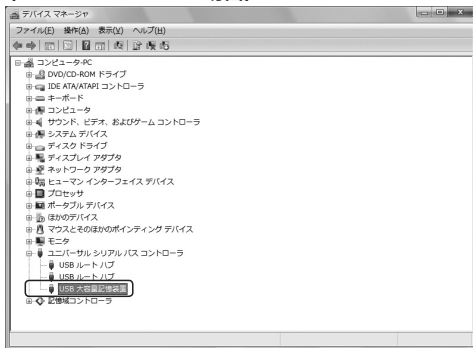 デバイス マネージャ
ファイル(F) 操作(A) 表示(V) ヘルプ(H)
コンピュータ-PC
DVD/CD-ROM ドライブ
IDE ATA/ATAPI コントローラ
キーボード
コンピュータ
サウンド、ビデオ、およびゲーム コントローラ
システム デバイス
ディスク ドライブ
ディスプレイ アダプタ
ネットワーク アダプタ
ヒューマン インターフェイス デバイス
プロセッサ
ポータブル デバイス
ほかのデバイス
マウスとそのほかのポインティング デバイス
モニタ
ユニバーサル シリアル バス コントローラ
USB ルート ハブ
USB ルート ハブ
USB 大容量記憶装置
記憶域コントローラ